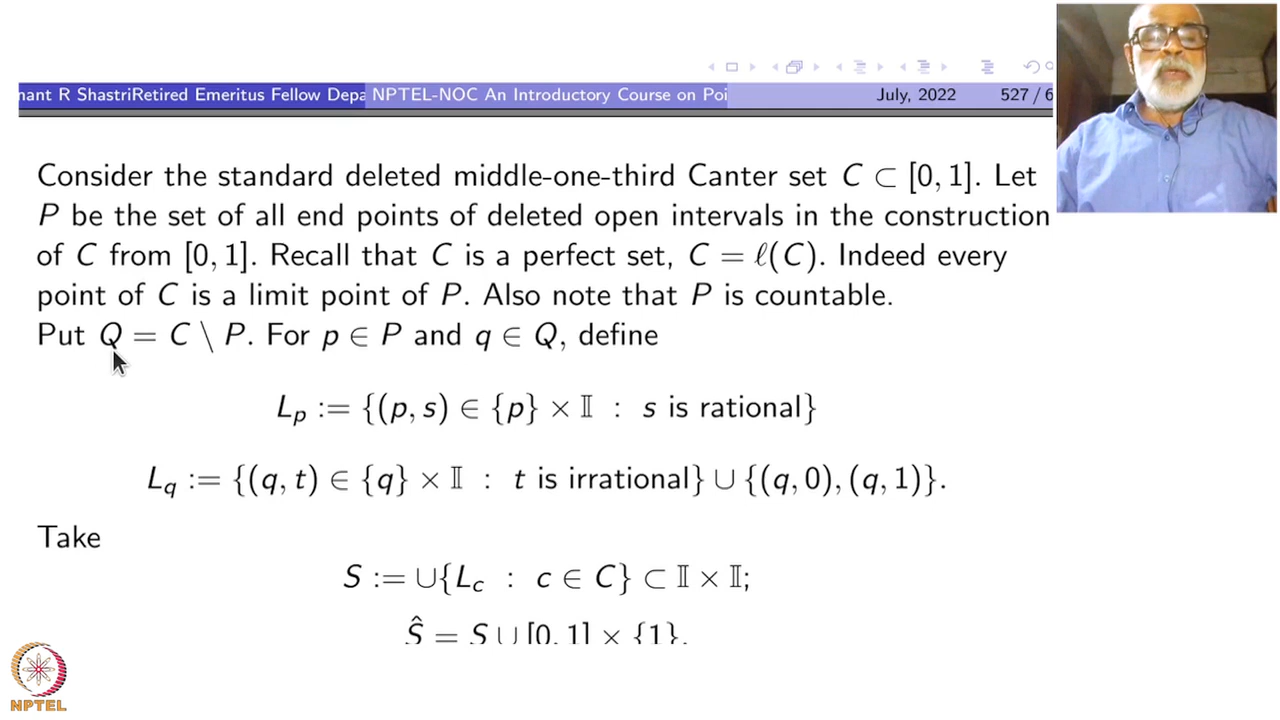 nant R ShastriRetired Emeritus Fellow Depa NPTEL-NOC An Introductory Course on Poi July, 2022 527 / 6
Consider the standard deleted middle-one-third Canter set C ⊂ [0, 1]. Let
P be the set of all end points of deleted open intervals in the construction
of C from [0, 1]. Recall that C is a perfect set, C = ℓ(C). Indeed every
point of C is a limit point of P. Also note that P is countable.
Put Q = C \ P. For p ∈ P and q ∈ Q, define
L_p := {(p, s) ∈ {p} × 𝕀 : s is rational}
L_q := {(q, t) ∈ {q} × 𝕀 : t is irrational} ∪ {(q, 0), (q, 1)}.
Take
S := ∪{L_c : c ∈ C} ⊂ 𝕀 × 𝕀;
Ŝ = S ∪ [0, 1] × {1}.
NPTEL